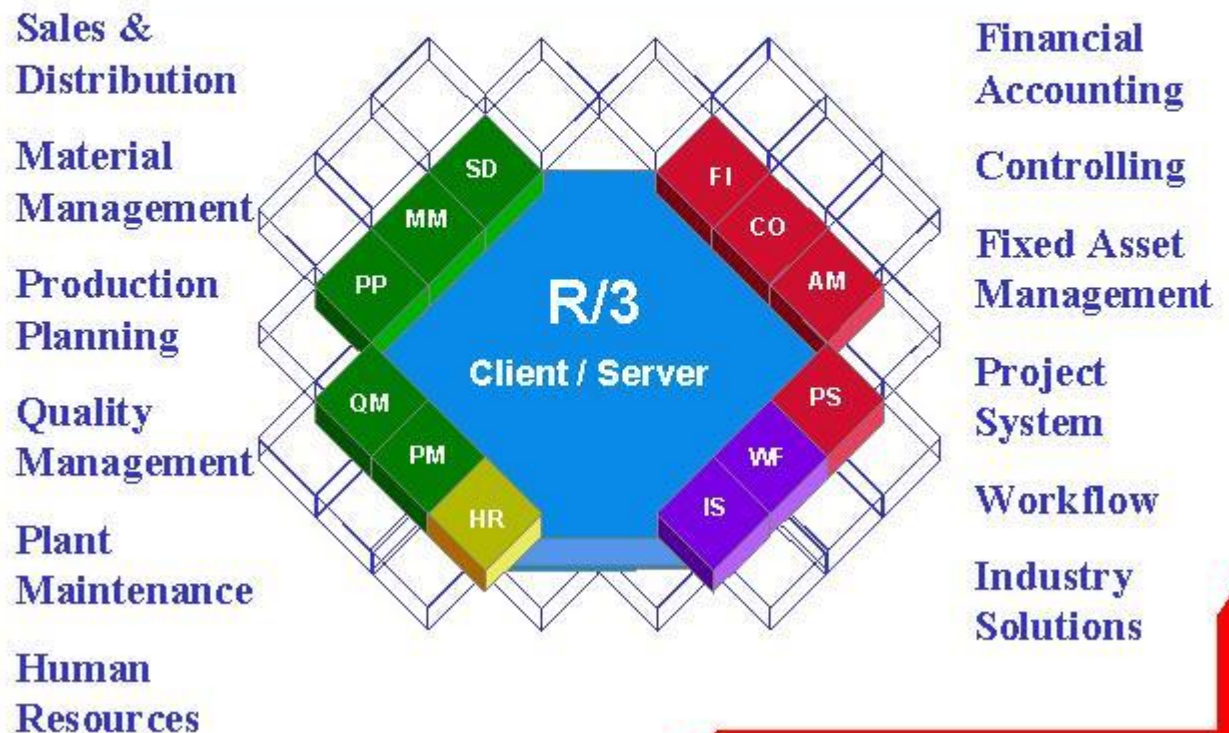 Sales &
Distribution
Material
Management
Production
Planning
Quality
Management
Plant
Maintenance
Human
Resources
SD
MM
PP
QM
PM
HR
R/3
Client / Server
FI
CO
AM
PS
WF
IS
Financial
Accounting
Controlling
Fixed Asset
Management
Project
System
Workflow
Industry
Solutions